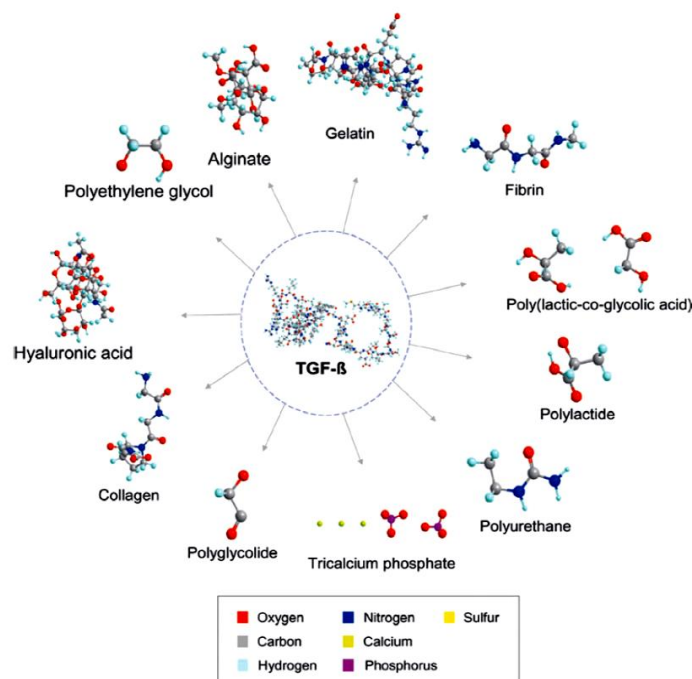 Gelatin
Alginate
Polyethylene glycol
Fibrin
Hyaluronic acid
TGF-ß
Poly(lactic-co-glycolic acid)
Polylactide
Collagen
Polyurethane
Polyglycolide
Tricalcium phosphate
Oxygen Nitrogen Sulfur
Carbon Calcium
Hydrogen Phosphorus